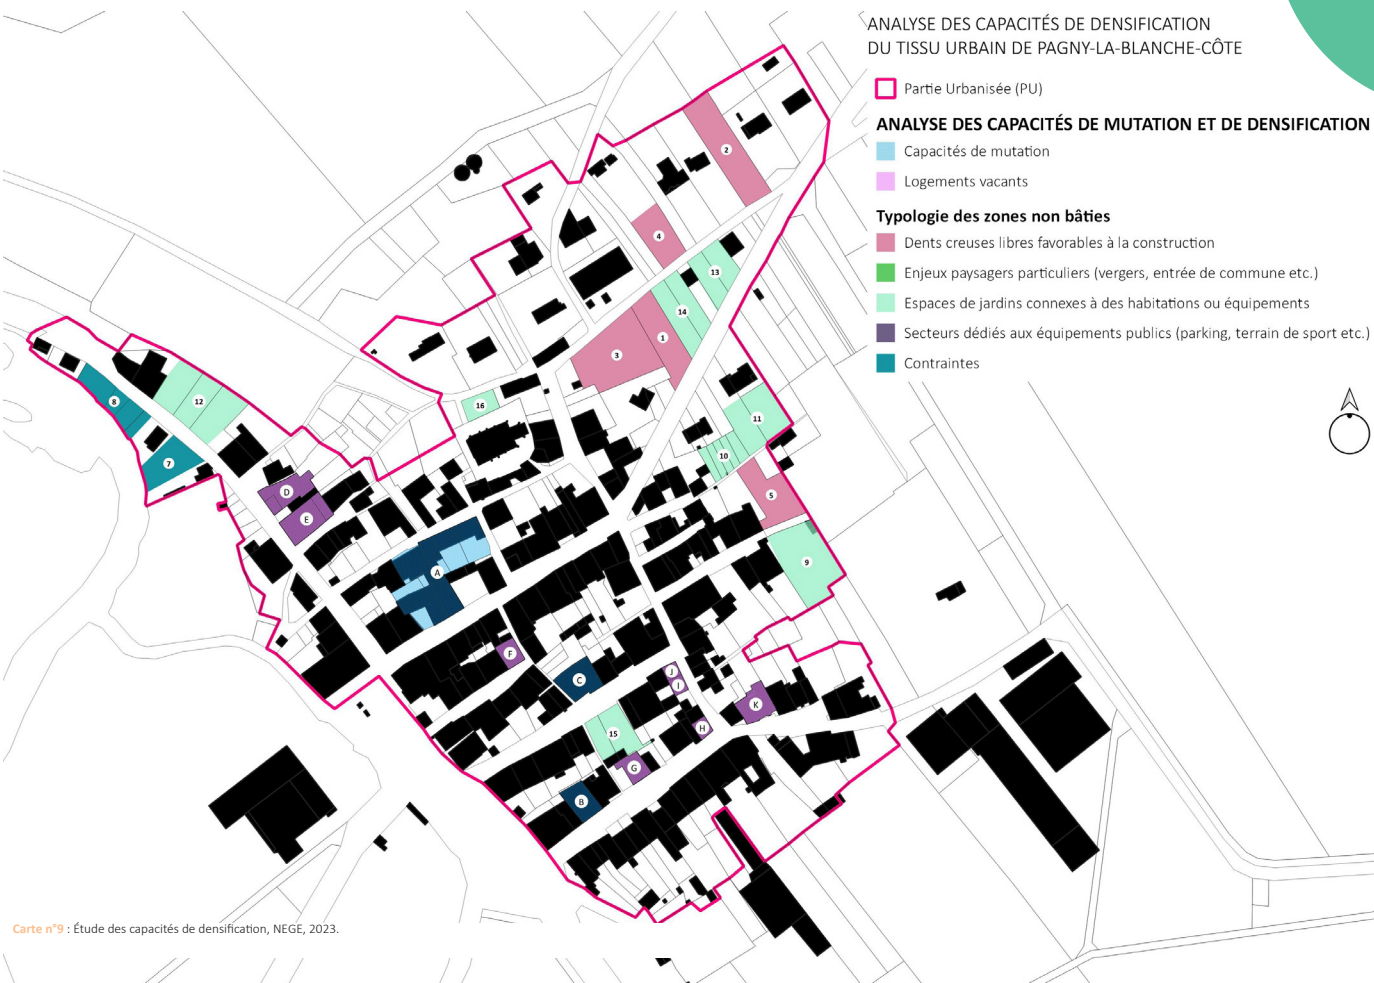 ANALYSE DES CAPACITÉS DE DENSIFICATION
DU TISSU URBAIN DE PAGNY-LA-BLANCHE-CÔTE
Partie Urbanisée (PU)
ANALYSE DES CAPACITÉS DE MUTATION ET DE DENSIFICATION
Capacités de mutation
Logements vacants
Typologie des zones non bâties
Dents creuses libres favorables à la construction
Enjeux paysagers particuliers (vergers, entrée de commune etc.)
Espaces de jardins connexes à des habitations ou équipements
Secteurs dédiés aux équipements publics (parking, terrain de sport etc.)
Contraintes
2
4
13
14
1
3
16
8
12
11
10
7
D
5
E
9
A
F
J
C
I
K
H
15
G
B
Carte n°9 : Étude des capacités de densification, NEGE, 2023.